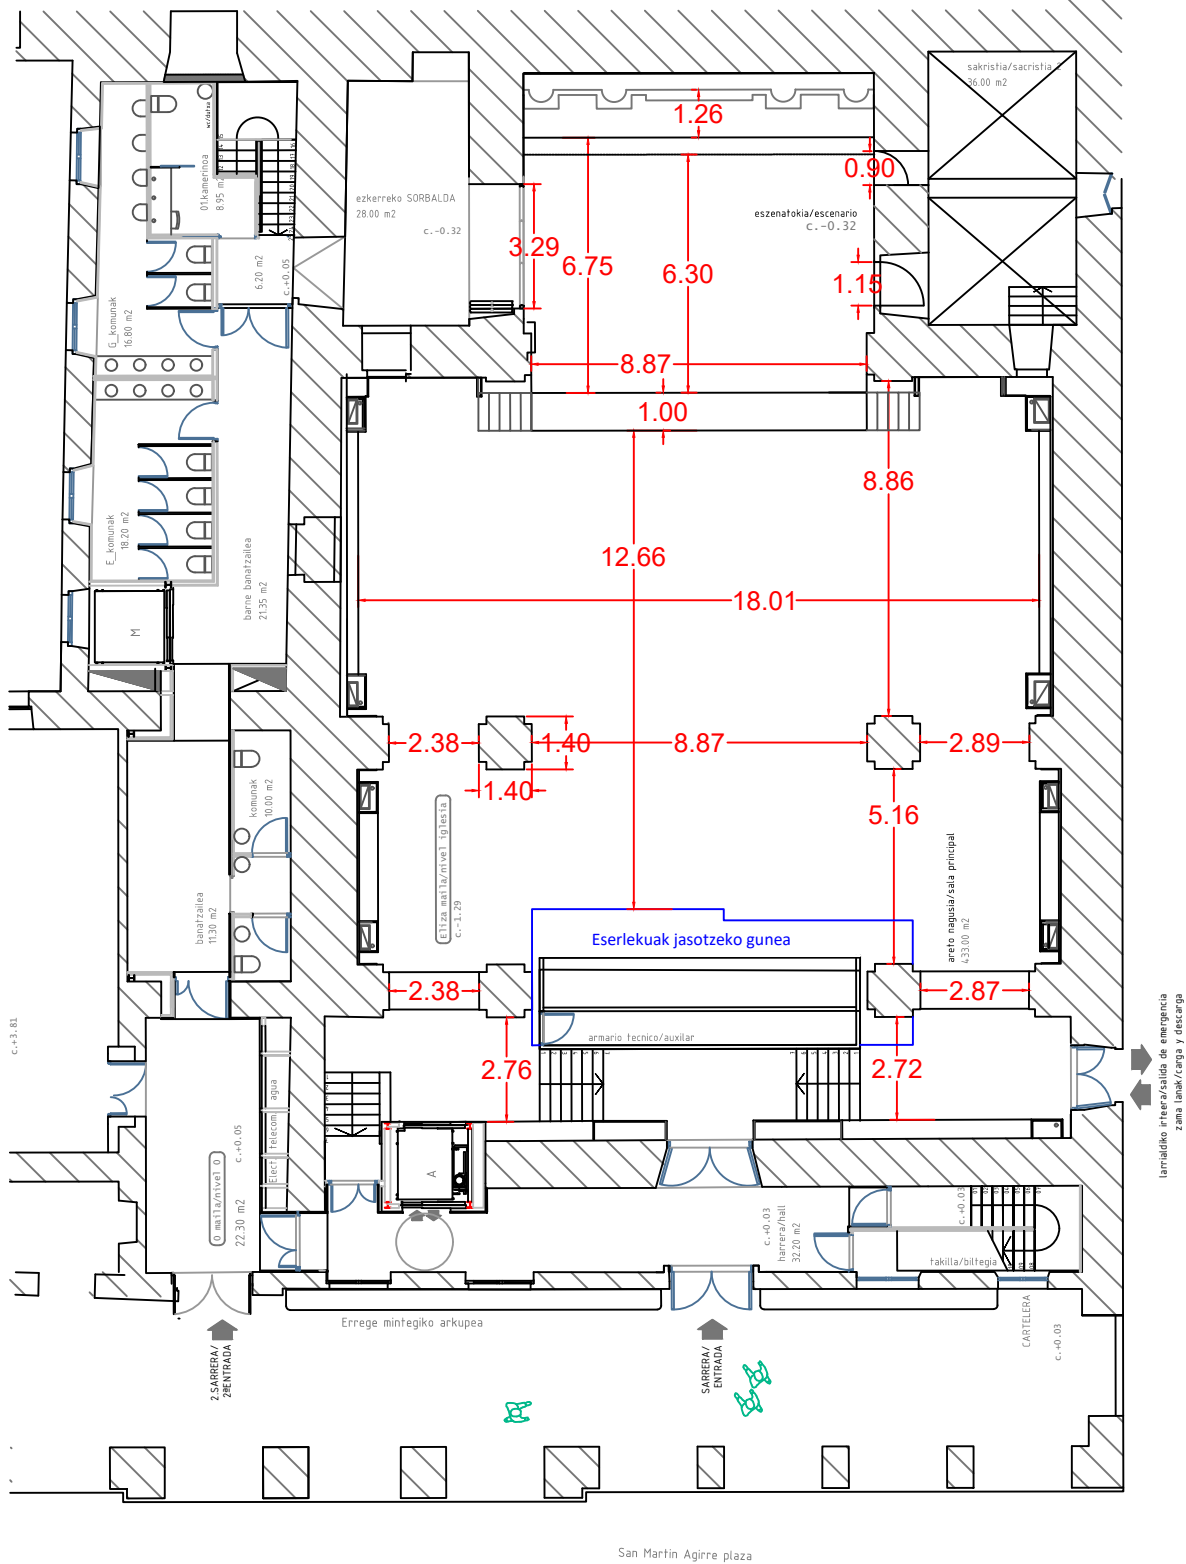 sakristia/sacristia 2
36.00 m2
1.26
0.90
wc/dutxa
01.kamerinoa
8.95 m2
ezkerreko SORBALDA
28.00 m2
c.-0.32
eszenatokia/escenario
c.-0.32
3.29
6.75
6.30
1.15
6.20 m2
c.+0.05
G_komunak
16.80 m2
8.87
1.00
8.86
E_komunak
18.20 m2
barne banatzailea
21.35 m2
12.66
18.01
M
2.38
1.40
8.87
2.89
1.40
komunak
10.00 m2
5.16
Eliza maila/nivel iglesia
c.-1.29
areto nagusia/sala principal
433.00 m2
banatzailea
11.30 m2
Eserlekuak jasotzeko gunea
2.38
2.87
armario tecnico/auxilar
c.+3.81
2.76
2.72
larrialdiko irteera/salida de emergencia
zama lanak/carga y descarga
agua
telecom.
Elect
0 maila/nivel 0
22.30 m2
c.+0.05
A
c.+0.03
harrera/hall
32.20 m2
c.+0.03
takilla/biltegia
Errege mintegiko arkupea
CARTELERA
c.+0.03
2.SARRERA/
2ªENTRADA
SARRERA/
ENTRADA
San Martin Agirre plaza